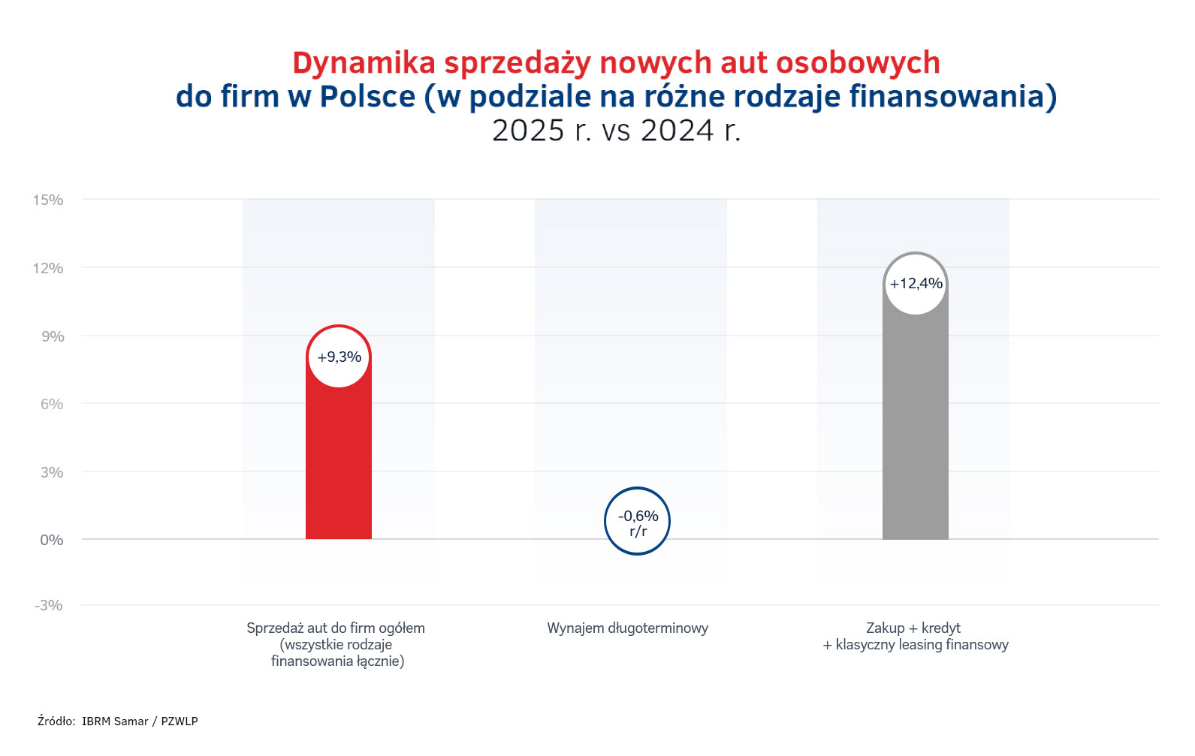 Dynamika sprzedaży nowych aut osobowych
do firm w Polsce (w podziale na różne rodzaje finansowania)
2025 r. vs 2024 r.
15%
12%
9%
6%
3%
0%
-3%
+9,3%
-0,6%
r/r
+12,4%
Sprzedaż aut do firm ogółem
(wszystkie rodzaje
finansowania łącznie)
Wynajem długoterminowy
Zakup + kredyt
+ klasyczny leasing finansowy
Źródło: IBRM Samar / PZWLP